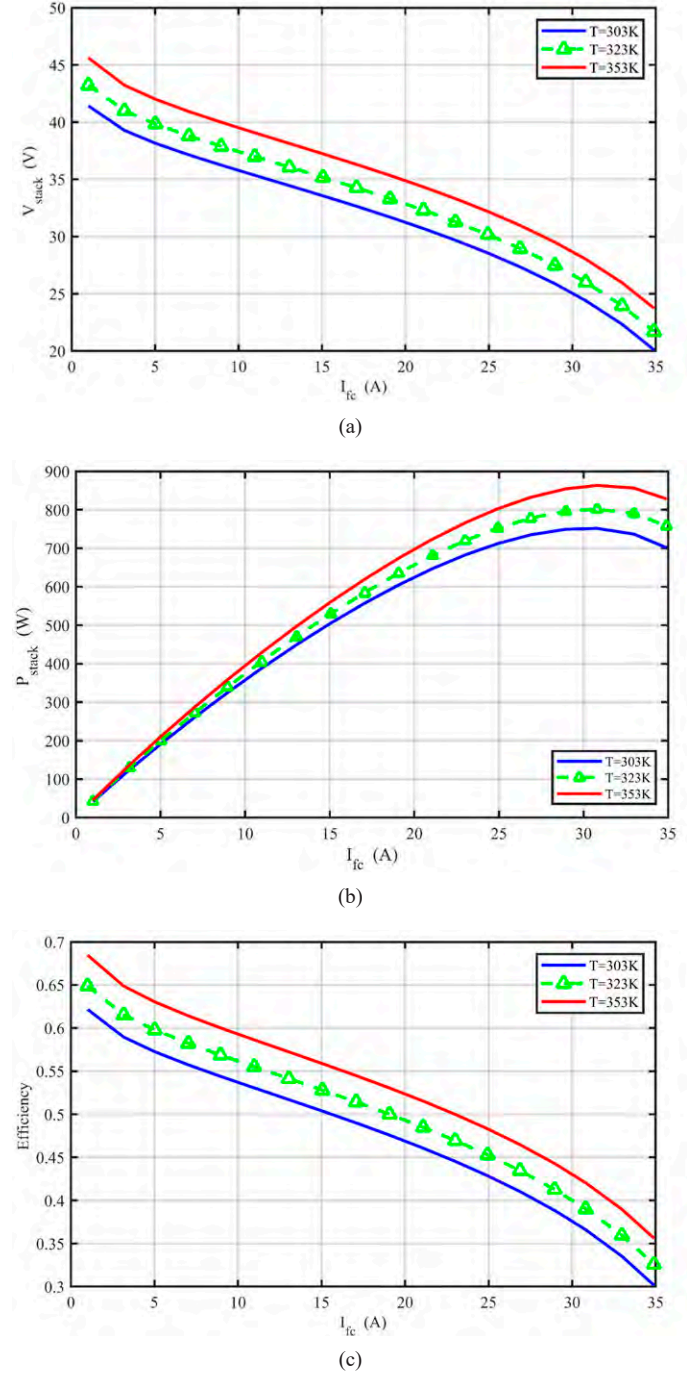 50
45
40
35
30
25
20
V_stack (V)
T=303K
T=323K
T=353K
0 5 10 15 20 25 30 35
I_fc (A)
(a)
900
800
700
600
500
400
300
200
100
0
P_stack (W)
T=303K
T=323K
T=353K
0 5 10 15 20 25 30 35
I_fc (A)
(b)
0.7
0.65
0.6
0.55
0.5
0.45
0.4
0.35
0.3
Efficiency
T=303K
T=323K
T=353K
0 5 10 15 20 25 30 35
I_fc (A)
(c)